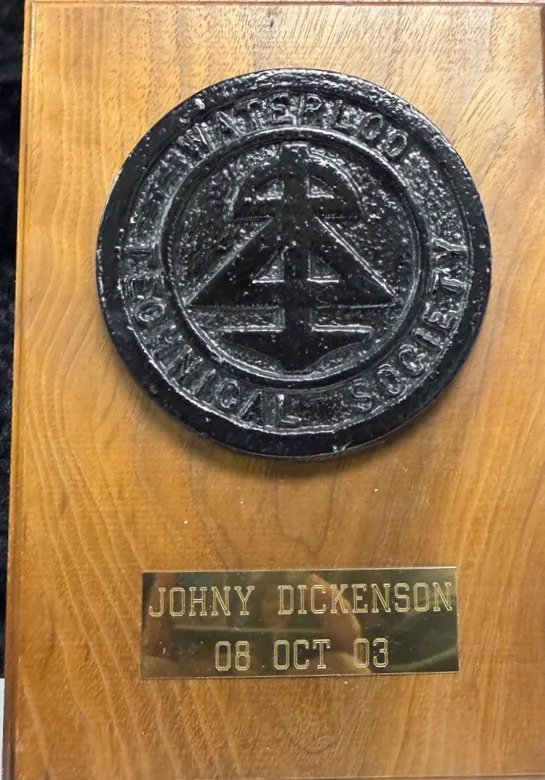 WATERLOO
TECHNICAL SOCIETY
JOHNY DICKENSON
08 OCT 03